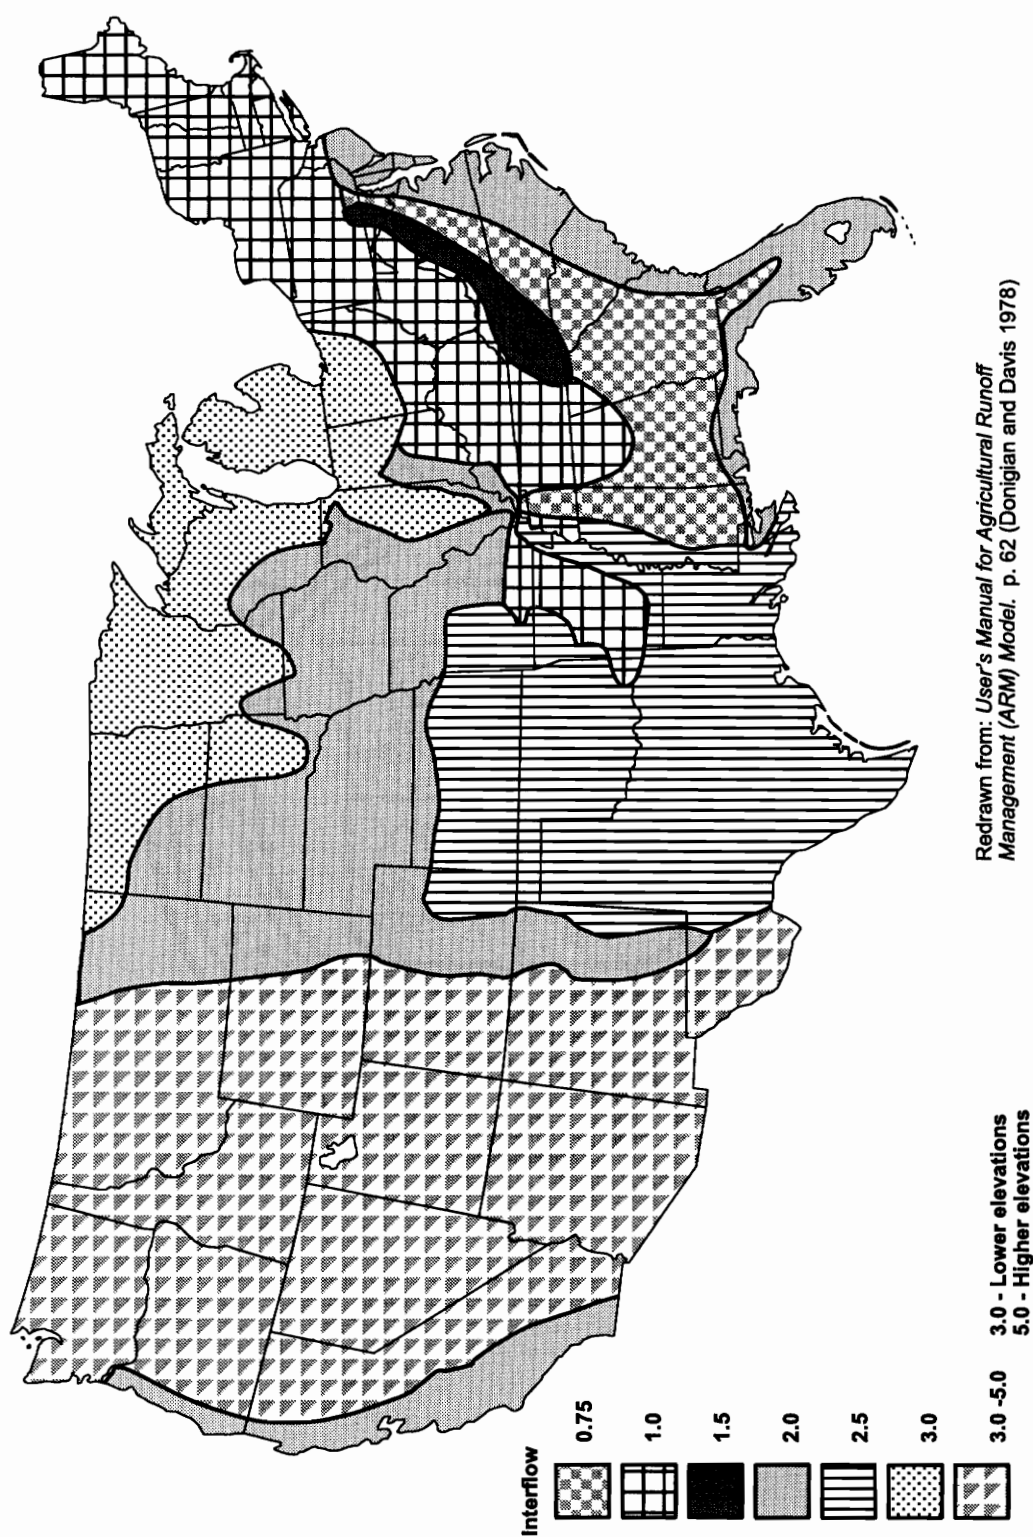 Interflow
0.75
1.0
1.5
2.0
2.5
3.0
3.0 -5.0
3.0 - Lower elevations
5.0 - Higher elevations
Redrawn from: User's Manual for Agricultural Runoff
Management (ARM) Model. p. 62 (Donigian and Davis 1978)